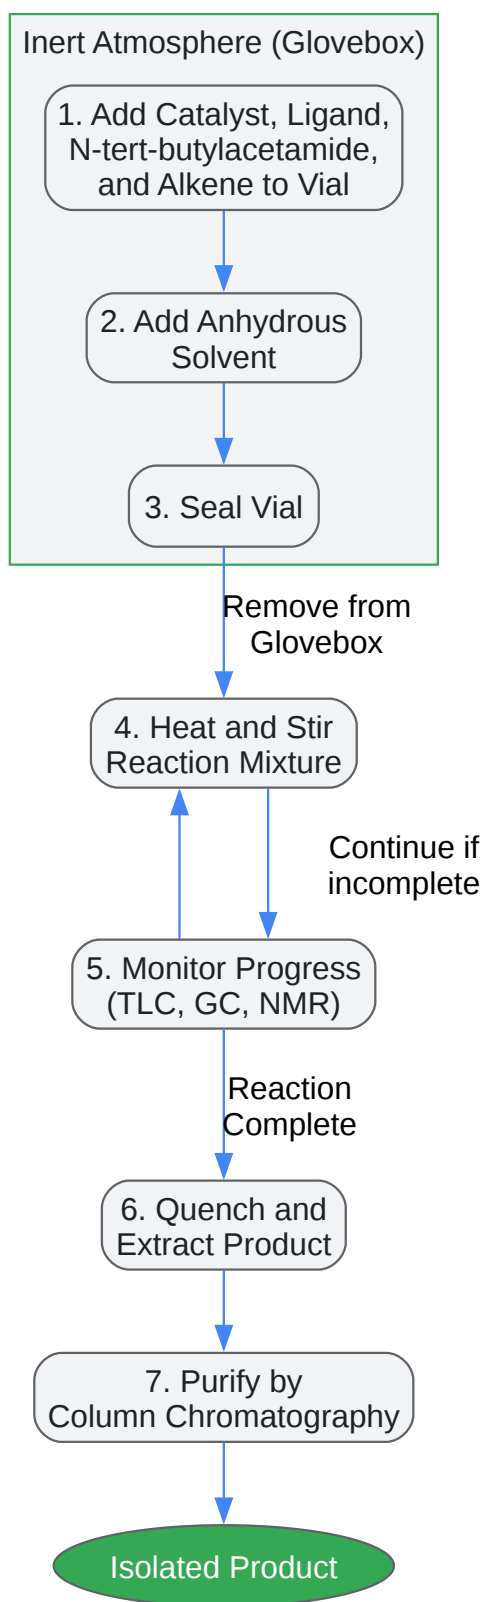 Inert Atmosphere (Glovebox)
1. Add Catalyst, Ligand,
N-tert-butylacetamide,
and Alkene to Vial
2. Add Anhydrous
Solvent
3. Seal Vial
Remove from
Glovebox
4. Heat and Stir
Reaction Mixture
Continue if
incomplete
5. Monitor Progress
(TLC, GC, NMR)
Reaction
Complete
6. Quench and
Extract Product
7. Purify by
Column Chromatography
Isolated Product